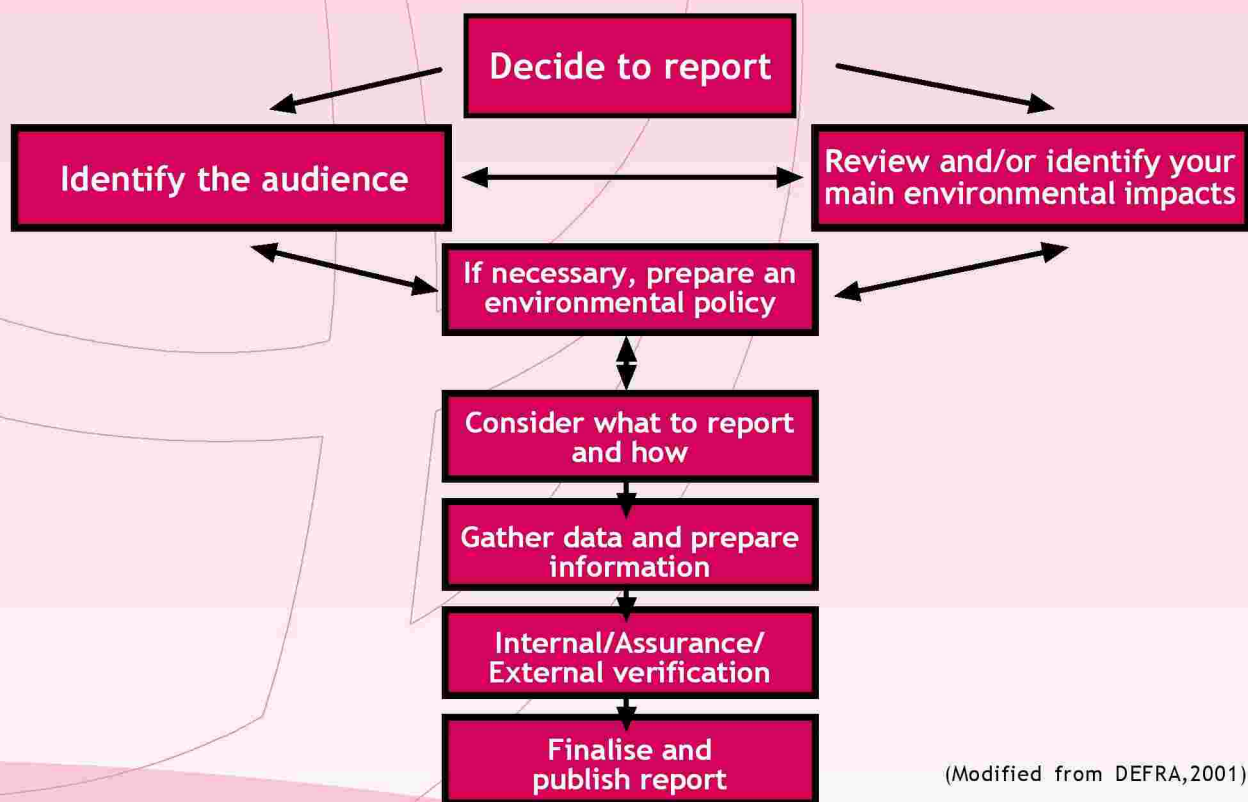 Decide to report
Identify the audience
Review and/or identify your
main environmental impacts
If necessary, prepare an
environmental policy
Consider what to report
and how
Gather data and prepare
information
Internal/Assurance/
External verification
Finalise and
publish report
(Modified from DEFRA,2001)